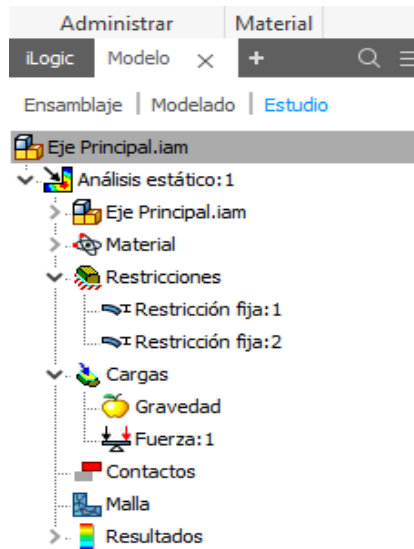 Administrar Material
iLogic Modelo × +
Ensamblaje | Modelado | Estudio
Eje Principal.iam
Análisis estático:1
Eje Principal.iam
Material
Restricciones
Restricción fija:1
Restricción fija:2
Cargas
Gravedad
Fuerza:1
Contactos
Malla
Resultados